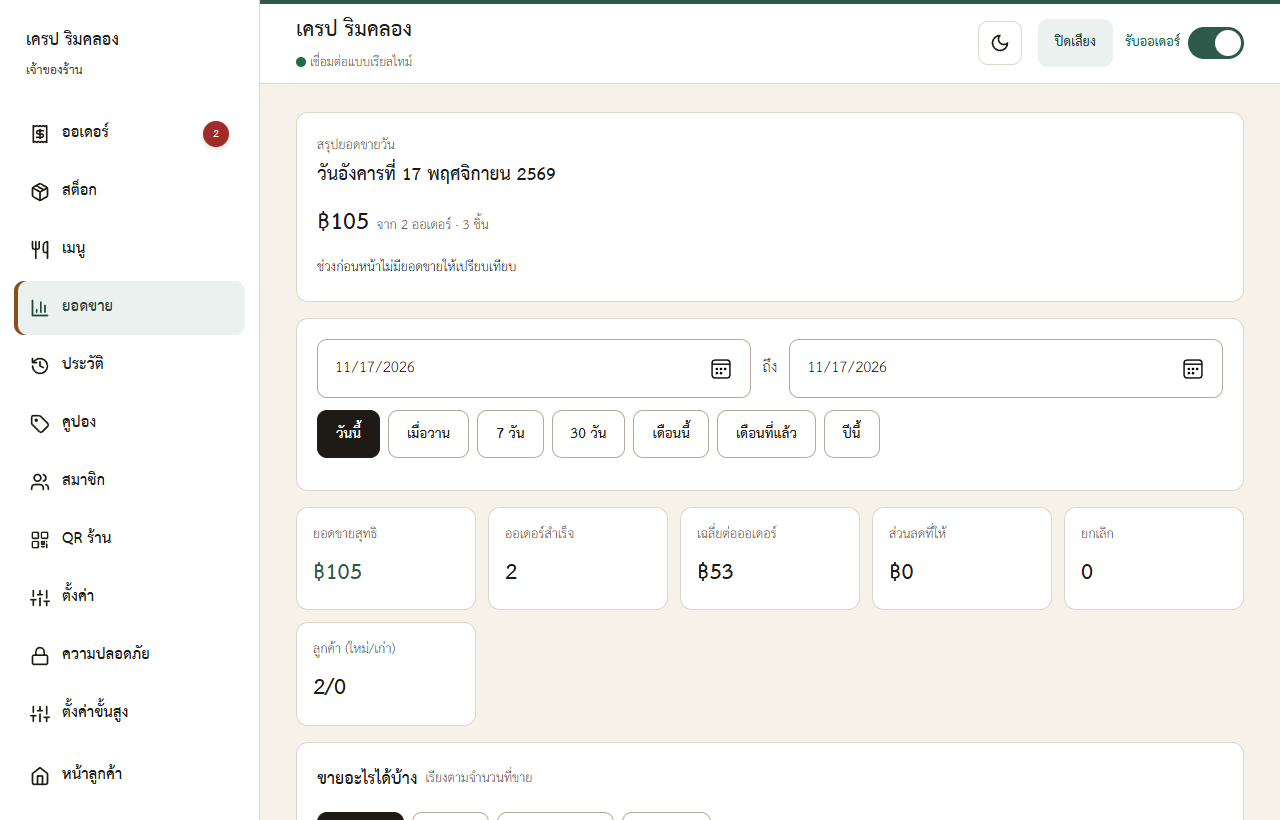 เครป ริมคลอง
เจ้าของร้าน
ออเดอร์ 2
สต็อก
เมนู
ยอดขาย
ประวัติ
คูปอง
สมาชิก
QR ร้าน
ตั้งค่า
ความปลอดภัย
ตั้งค่าขั้นสูง
หน้าลูกค้า
เครป ริมคลอง
เชื่อมต่อแบบเรียลไทม์
ปิดเสียง
รับออเดอร์
สรุปยอดขายวัน
วันอังคารที่ 17 พฤศจิกายน 2569
฿105 จาก 2 ออเดอร์ · 3 ชิ้น
ช่วงก่อนหน้าไม่มียอดขายให้เปรียบเทียบ
11/17/2026 ถึง 11/17/2026
วันนี้ เมื่อวาน 7 วัน 30 วัน เดือนนี้ เดือนที่แล้ว ปีนี้
ยอดขายสุทธิ ออเดอร์สำเร็จ เฉลี่ยต่อออเดอร์ ส่วนลดที่ให้ ยกเลิก
฿105 2 ฿53 ฿0 0
ลูกค้า (ใหม่/เก่า)
2/0
ขายอะไรได้บ้าง เรียงตามจำนวนที่ขาย